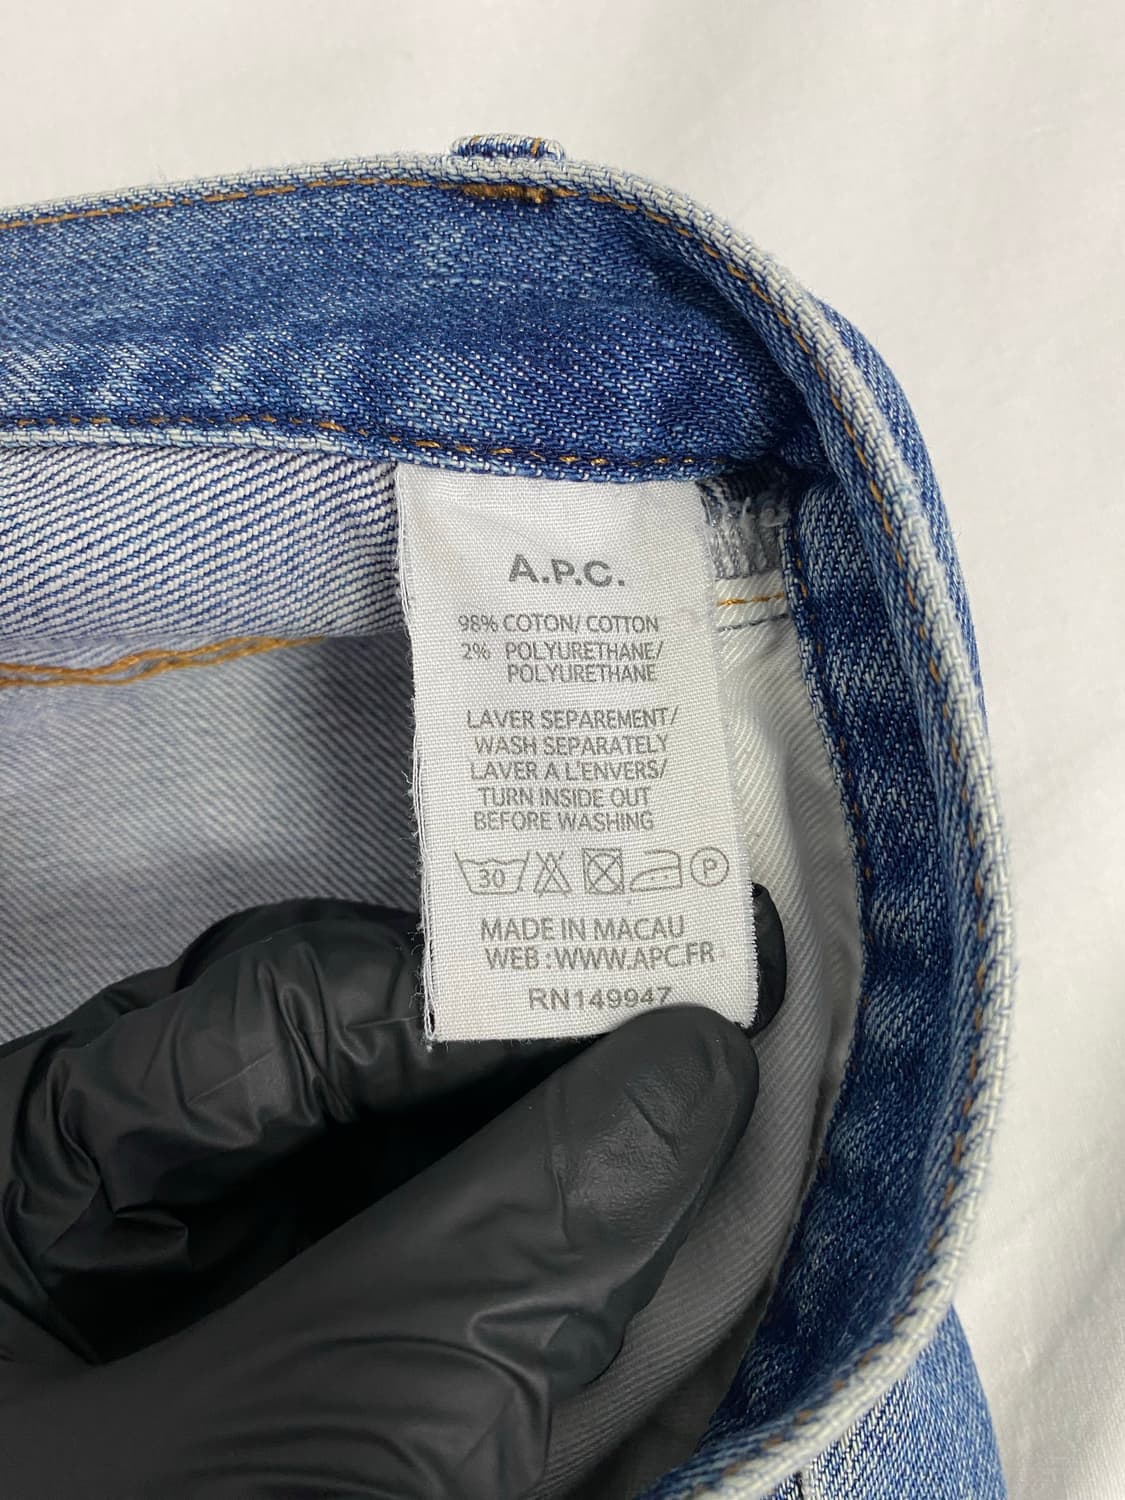 A.P.C.
98% COTON/ COTTON
2% POLYURETHANE/
POLYURETHANE
LAVER SEPAREMENT/
WASH SEPARATELY
LAVER A L'ENVERS/
TURN INSIDE OUT
BEFORE WASHING
30 P
MADE IN MACAU
WEB :WWW.APC.FR
RN149947